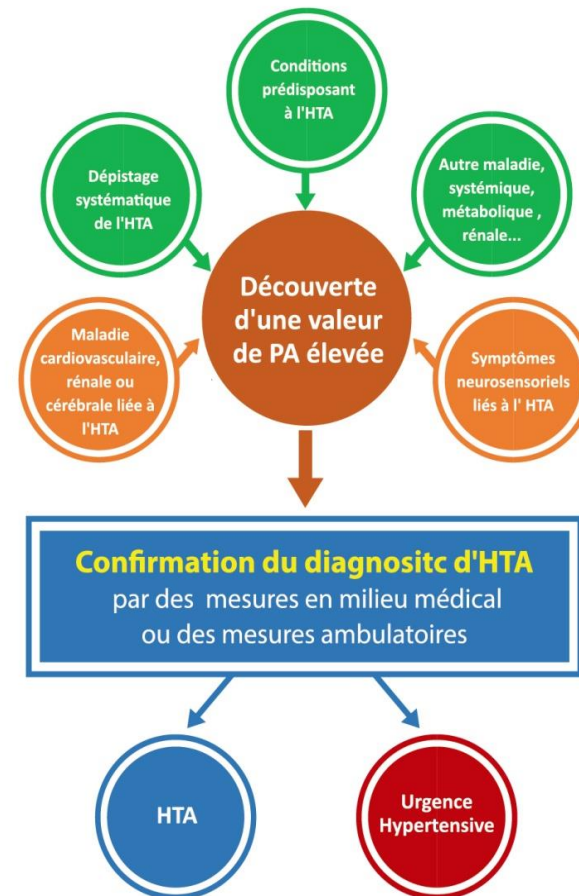 Conditions
prédisposant
à l'HTA
Dépistage
systématique
de l'HTA
Autre maladie,
systémique,
métabolique ,
rénale...
Découverte
d'une valeur
de PA élevée
Maladie
cardiovasculaire,
rénale ou
cérébrale liée à
l'HTA
Symptômes
neurosensoriels
liés à l' HTA
Confirmation du diagnositc d'HTA
par des mesures en milieu médical
ou des mesures ambulatoires
HTA
Urgence
Hypertensive